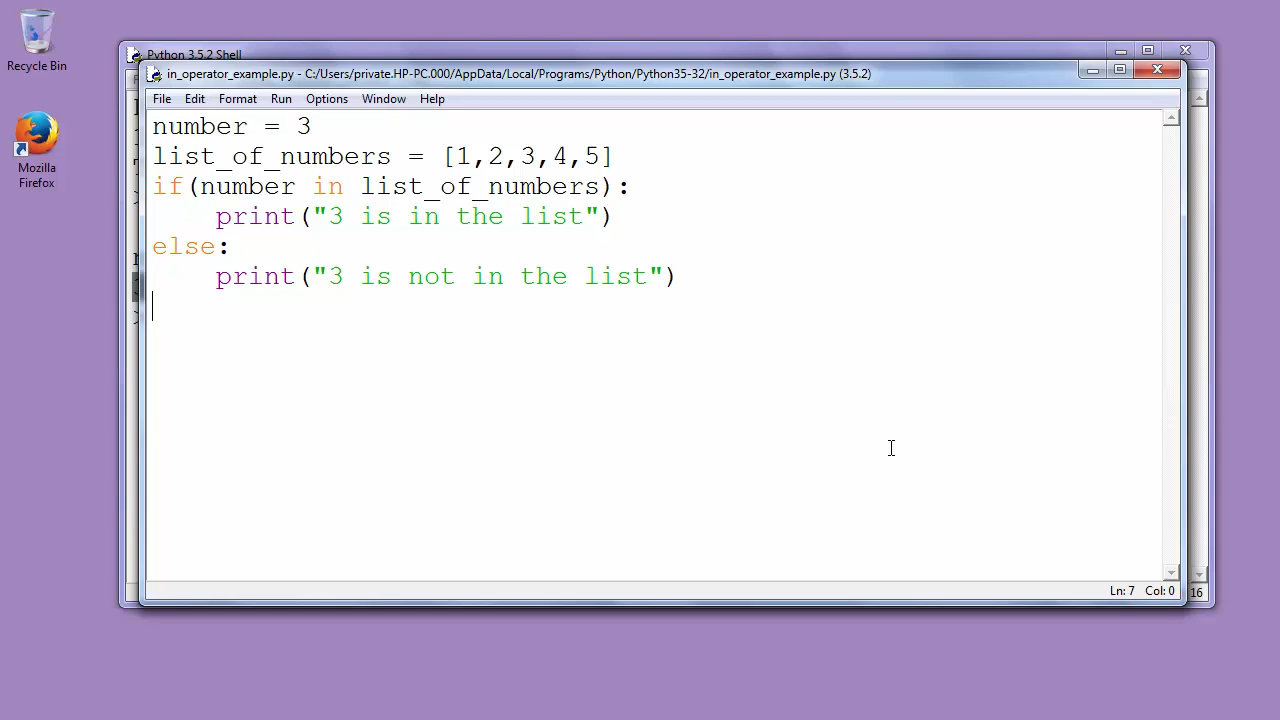 Recycle Bin
Mozilla
Firefox
Python 3.5.2 Shell
in_operator_example.py - C:/Users/private.HP-PC.000/AppData/Local/Programs/Python/Python35-32/in_operator_example.py (3.5.2)
File Edit Format Run Options Window Help
number = 3
list_of_numbers = [1,2,3,4,5]
if(number in list_of_numbers):
    print("3 is in the list")
else:
    print("3 is not in the list")
Ln: 7 Col: 0
16